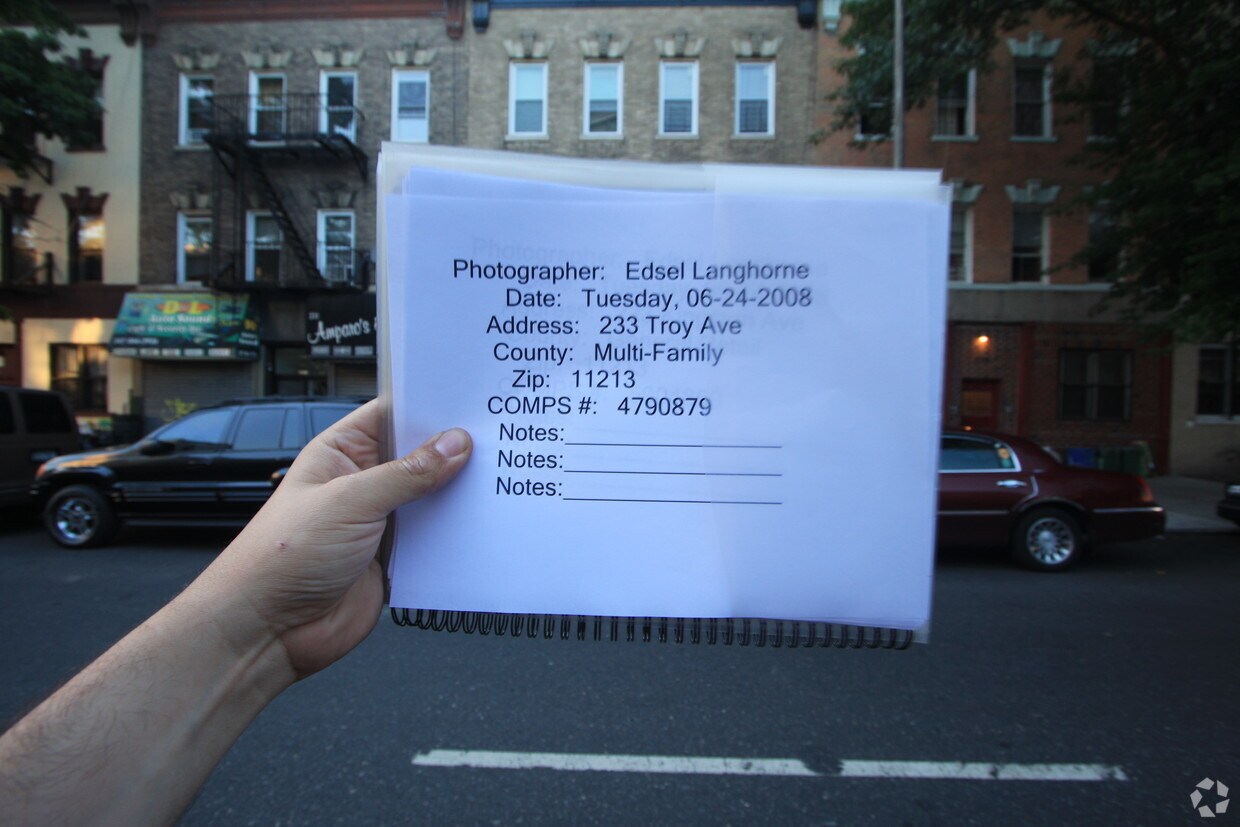 D&L
Amparo's
Photographer: Edsel Langhorne
Date: Tuesday, 06-24-2008
Address: 233 Troy Ave
County: Multi-Family
Zip: 11213
COMPS #: 4790879
Notes:
Notes:
Notes: